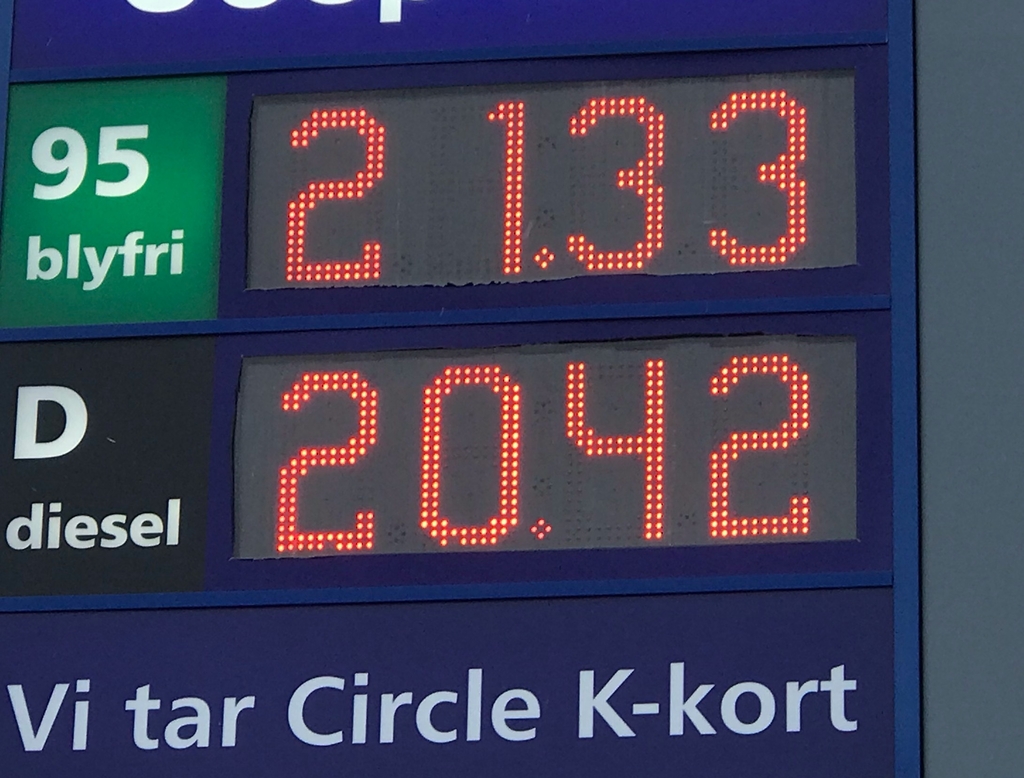 95
blyfri
21.33
D
diesel
20.42
Vi tar Circle K-kort